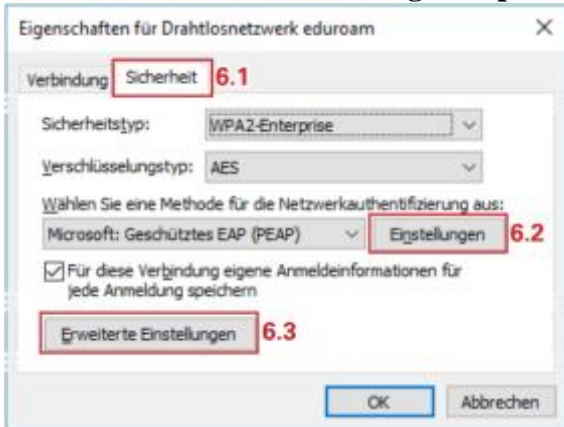 Eigenschaften für Drahtlosnetzwerk eduroam
Verbindung Sicherheit 6.1
Sicherheitstyp: WPA2-Enterprise
Verschlüsselungstyp: AES
Wählen Sie eine Methode für die Netzwerkauthentifizierung aus:
Microsoft: Geschütztes EAP (PEAP) Einstellungen 6.2
Für diese Verbindung eigene Anmeldeinformationen für
jede Anmeldung speichern
Erweiterte Einstellungen 6.3
OK Abbrechen